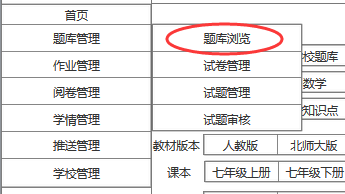 首页
题库管理
题库浏览
作业管理
试卷管理
校题库
阅卷管理
试题管理
数学
学情管理
试题审核
知识点
推送管理
教材版本
人教版
北师大版
学校管理
课本
七年级上册
七年级下册